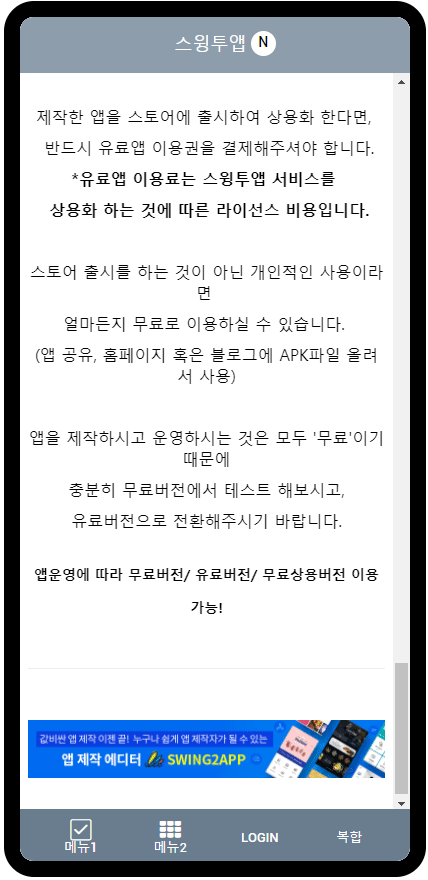 스윙투앱 N
제작한 앱을 스토어에 출시하여 상용화 한다면,
반드시 유료앱 이용권을 결제해주셔야 합니다.
*유료앱 이용료는 스윙투앱 서비스를
상용화 하는 것에 따른 라이선스 비용입니다.
스토어 출시를 하는 것이 아닌 개인적인 사용이라
면
얼마든지 무료로 이용하실 수 있습니다.
(앱 공유, 홈페이지 혹은 블로그에 APK파일 올려
서 사용)
앱을 제작하시고 운영하시는 것은 모두 '무료'이기
때문에
충분히 무료버전에서 테스트 해보시고,
유료버전으로 전환해주시기 바랍니다.
앱운영에 따라 무료버전/ 유료버전/ 무료상용버전 이용
가능!
값비싼 앱 제작 이젠 끝! 누구나 쉽게 앱 제작자가 될 수 있는
앱 제작 에디터 SWING2APP
메뉴1 메뉴2 LOGIN 복합